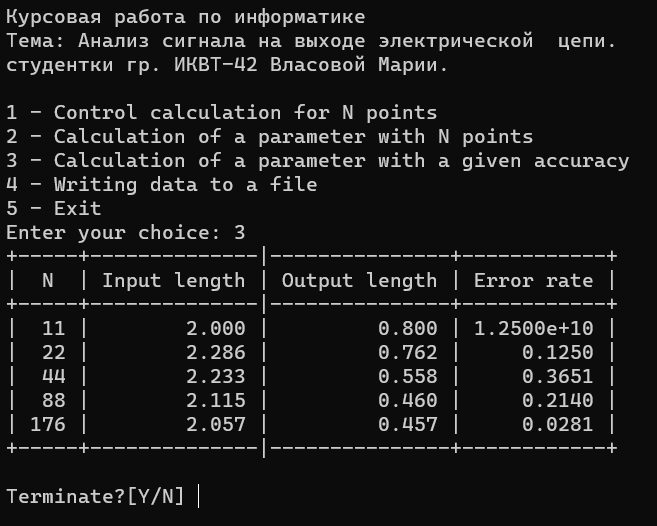 Курсовая работа по информатике
Тема: Анализ сигнала на выходе электрической  цепи.
студентки гр. ИКВТ-42 Власовой Марии.
1 - Control calculation for N points
2 - Calculation of a parameter with N points
3 - Calculation of a parameter with a given accuracy
4 - Writing data to a file
5 - Exit
Enter your choice: 3
+-----+--------------|---------------+------------+
|  N  | Input length | Output length | Error rate |
+-----+--------------|---------------+------------+
|  11 |        2.000 |         0.800 | 1.2500e+10 |
|  22 |        2.286 |         0.762 |     0.1250 |
|  44 |        2.233 |         0.558 |     0.3651 |
|  88 |        2.115 |         0.460 |     0.2140 |
| 176 |        2.057 |         0.457 |     0.0281 |
+-----+--------------|---------------+------------+
Terminate?[Y/N]